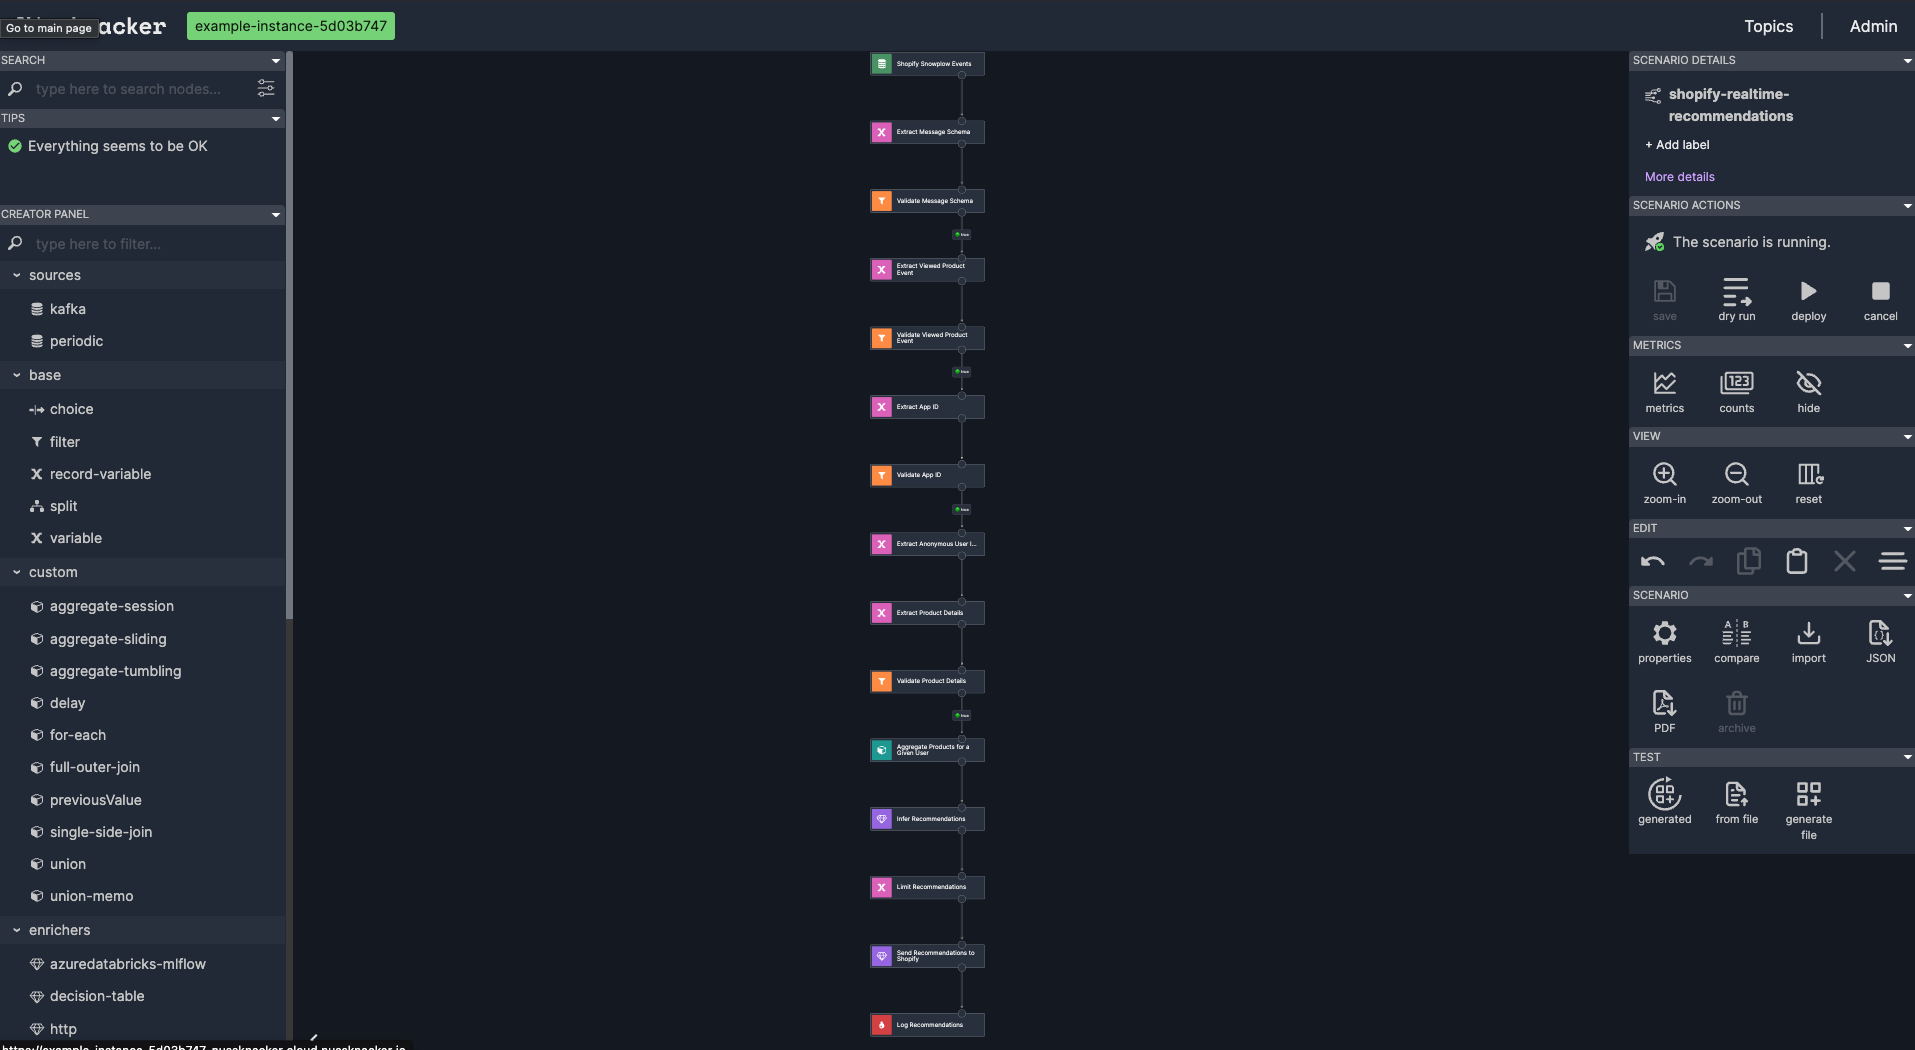 Go to main page
acker
example-instance-5d03b747
Topics
Admin
SEARCH
type here to search nodes...
TIPS
Everything seems to be OK
CREATOR PANEL
type here to filter...
sources
kafka
periodic
base
choice
filter
record-variable
split
variable
custom
aggregate-session
aggregate-sliding
aggregate-tumbling
delay
for-each
full-outer-join
previousValue
single-side-join
union
union-memo
enrichers
azuredatabricks-mlflow
decision-table
http
Shopify Snowplow Events
Extract Message Schema
Validate Message Schema
true
Extract Viewed Product
Event
Validate Viewed Product
Event
true
Extract App ID
Validate App ID
true
Extract Anonymous User I...
Extract Product Details
Validate Product Details
true
Aggregate Products for a
Given User
Infer Recommendations
Limit Recommendations
Send Recommendations to
Shopify
Log Recommendations
SCENARIO DETAILS
shopify-realtime-
recommendations
+ Add label
More details
SCENARIO ACTIONS
The scenario is running.
save
dry run
deploy
cancel
METRICS
123
metrics
counts
hide
VIEW
zoom-in
zoom-out
reset
EDIT
SCENARIO
A B
properties
compare
import
JSON
PDF
archive
TEST
generated
from file
generate
file